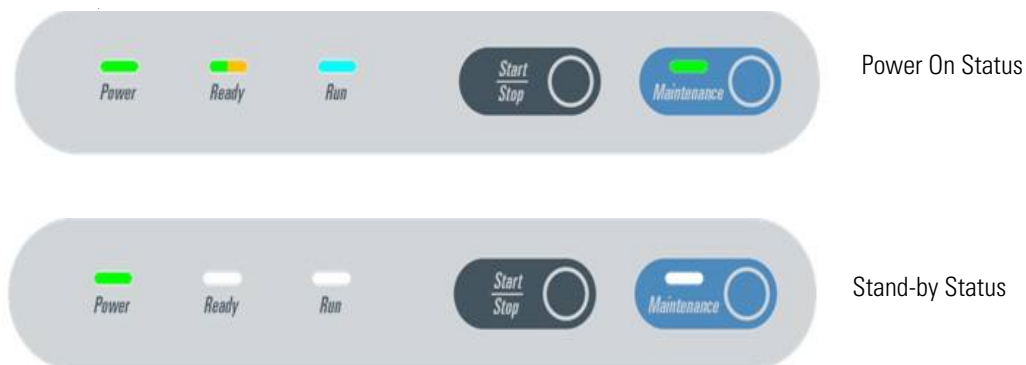 Power Ready Run Start Stop Maintenance
Power On Status
Power Ready Run Start Stop Maintenance
Stand-by Status